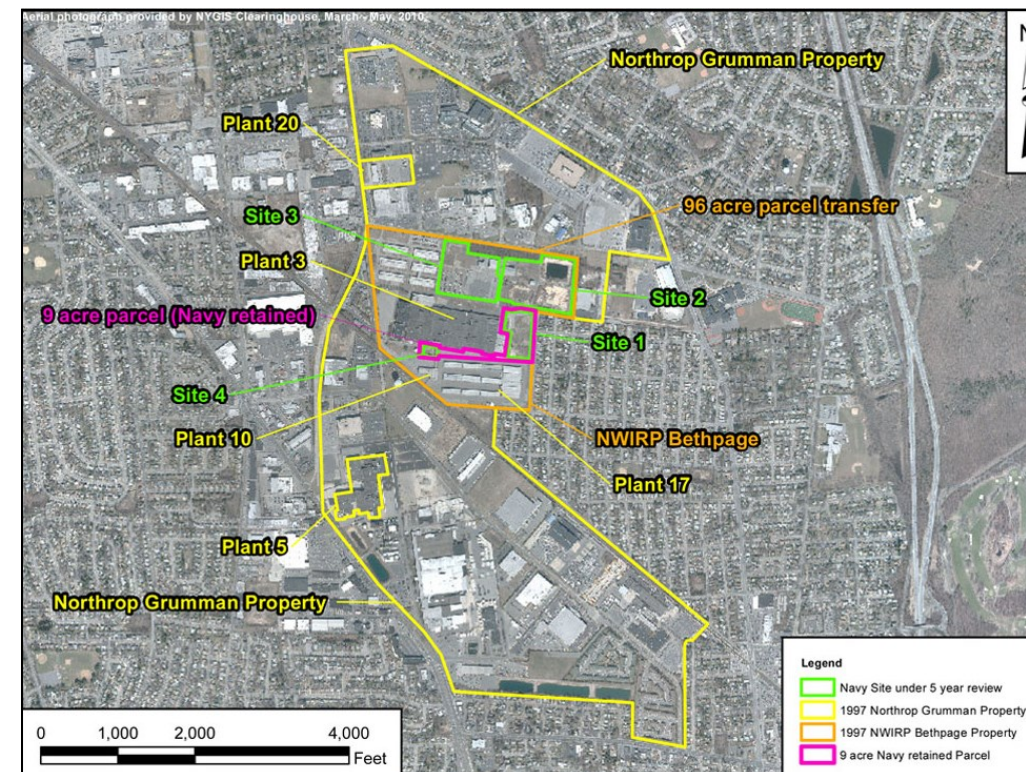 Aerial photograph provided by NYGIS Clearinghouse, March - May, 2010.
N
Northrop Grumman Property
Plant 20
96 acre parcel transfer
Site 3
Plant 3
Site 2
9 acre parcel (Navy retained)
Site 1
Site 4
Plant 10
NWIRP Bethpage
Plant 17
Plant 5
Northrop Grumman Property
Legend
Navy Site under 5 year review
1997 Northrop Grumman Property
1997 NWIRP Bethpage Property
9 acre Navy retained Parcel
0 1,000 2,000 4,000
Feet